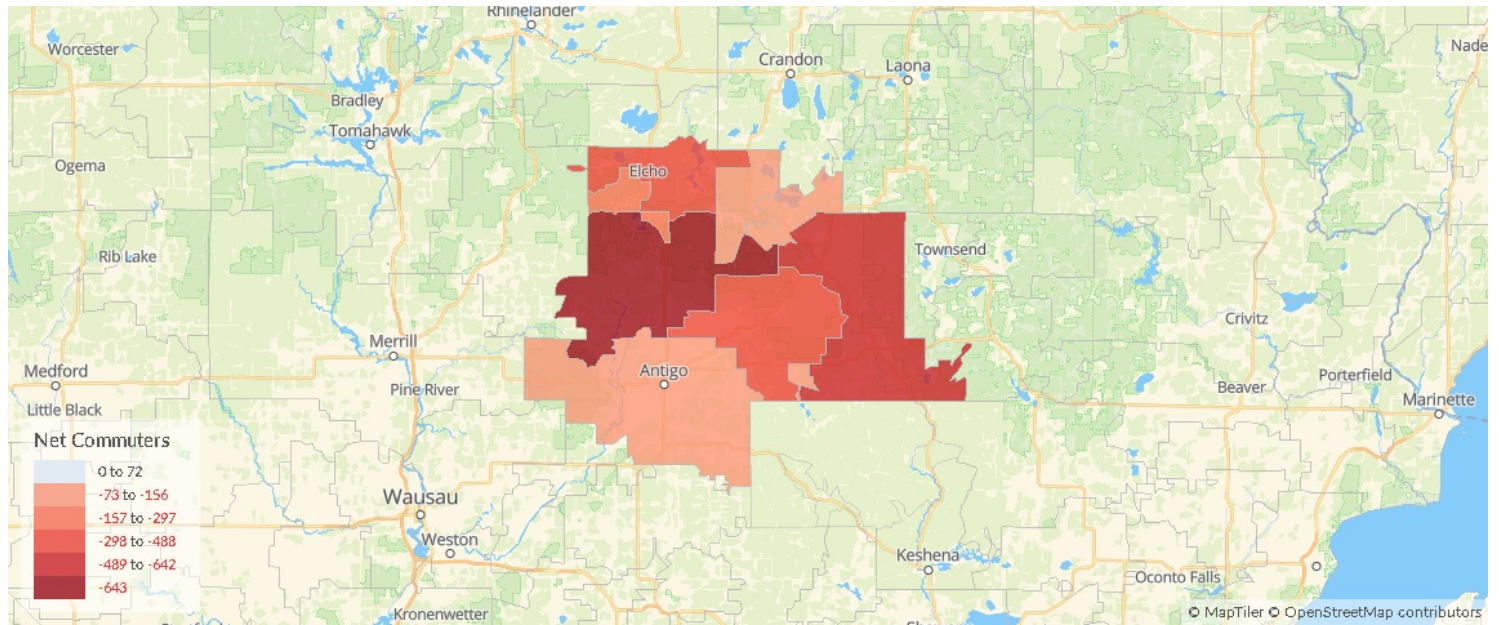 Rhinelander
Worcester
Crandon
Laona
Bradley
Tomahawk
Ogema
Elcho
Rib Lake
Townsend
Crivitz
Merrill
Medford
Antigo
Pine River
Beaver
Porterfield
Little Black
Marinette
Net Commuters
0 to 72
-73 to -156
-157 to -297
-298 to -488
-489 to -642
-643
Wausau
Weston
Keshena
Oconto Falls
Kronenwetter
© MapTiler © OpenStreetMap contributors